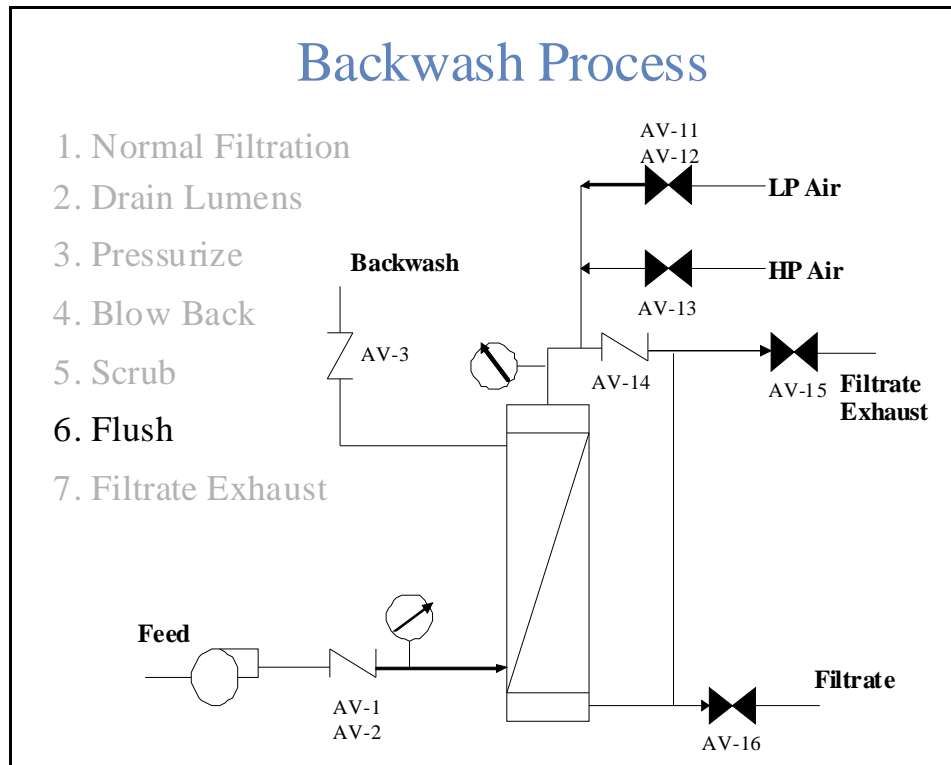 Backwash Process
1. Normal Filtration
2. Drain Lumens
3. Pressurize
4. Blow Back
5. Scrub
6. Flush
7. Filtrate Exhaust
AV-11
AV-12
LP Air
Backwash
HP Air
AV-13
AV-3
AV-14
AV-15
Filtrate
Exhaust
Feed
AV-1
AV-2
Filtrate
AV-16